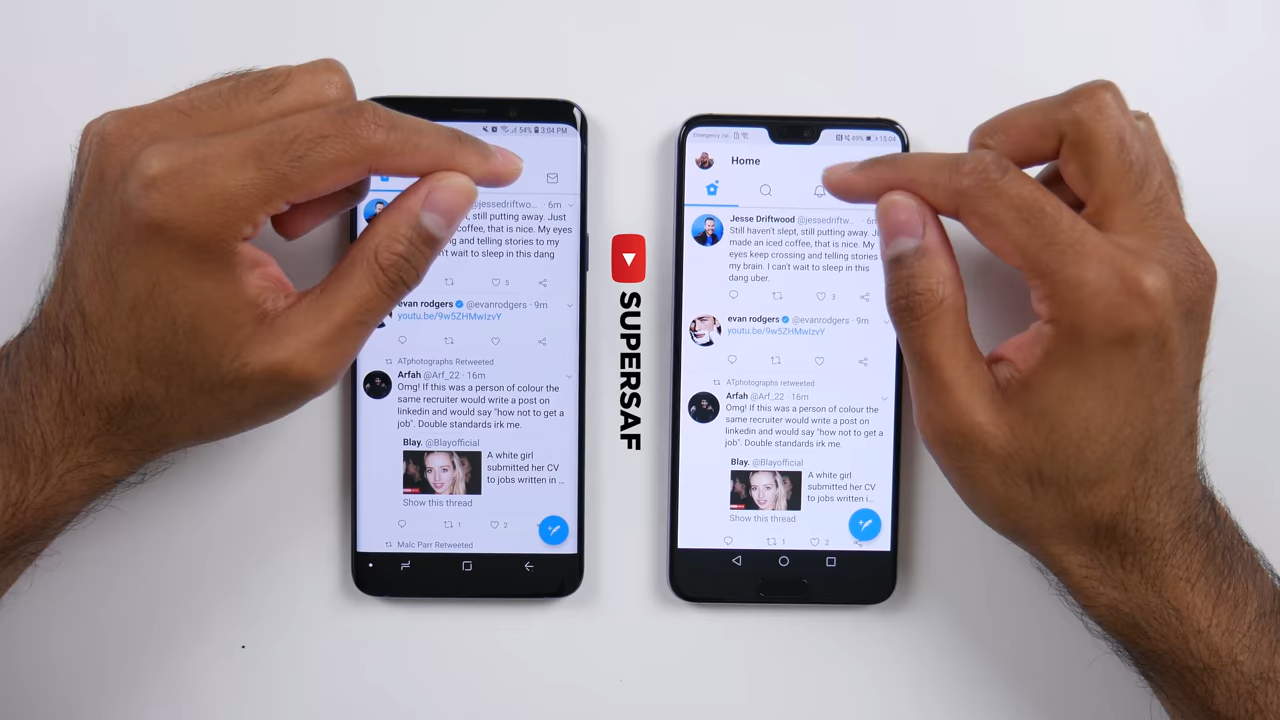 54% 3:04 PM
@jessedriftwo... · 6m
, still putting away. Just
coffee, that is nice. My eyes
and telling stories to my
wait to sleep in this dang
5
evan rodgers @evanrodgers · 9m
youtu.be/9w5ZHMwIzvY
ATphotographs Retweeted
Arfah @Arf_22 · 16m
Omg! If this was a person of colour the
same recruiter would write a post on
linkedin and would say "how not to get a
job". Double standards irk me.
Blay. @Blayofficial
A white girl
submitted her CV
to jobs written in ...
Show this thread
1 2
Malc Parr Retweeted
SUPERSAF
Emergency cal..
49% 15:04
Home
Jesse Driftwood @jessedriftw... · 6m
Still haven't slept, still putting away. Ju
made an iced coffee, that is nice. My
eyes keep crossing and telling stories
my brain. I can't wait to sleep in this
dang uber.
3
evan rodgers @evanrodgers · 9m
youtu.be/9w5ZHMwIzvY
ATphotographs retweeted
Arfah @Arf_22 · 16m
Omg! If this was a person of colour the
same recruiter would write a post on
linkedin and would say "how not to get a
job". Double standards irk me.
Blay. @Blayofficial
A white girl
submitted her CV
to jobs written i...
Show this thread
1 2